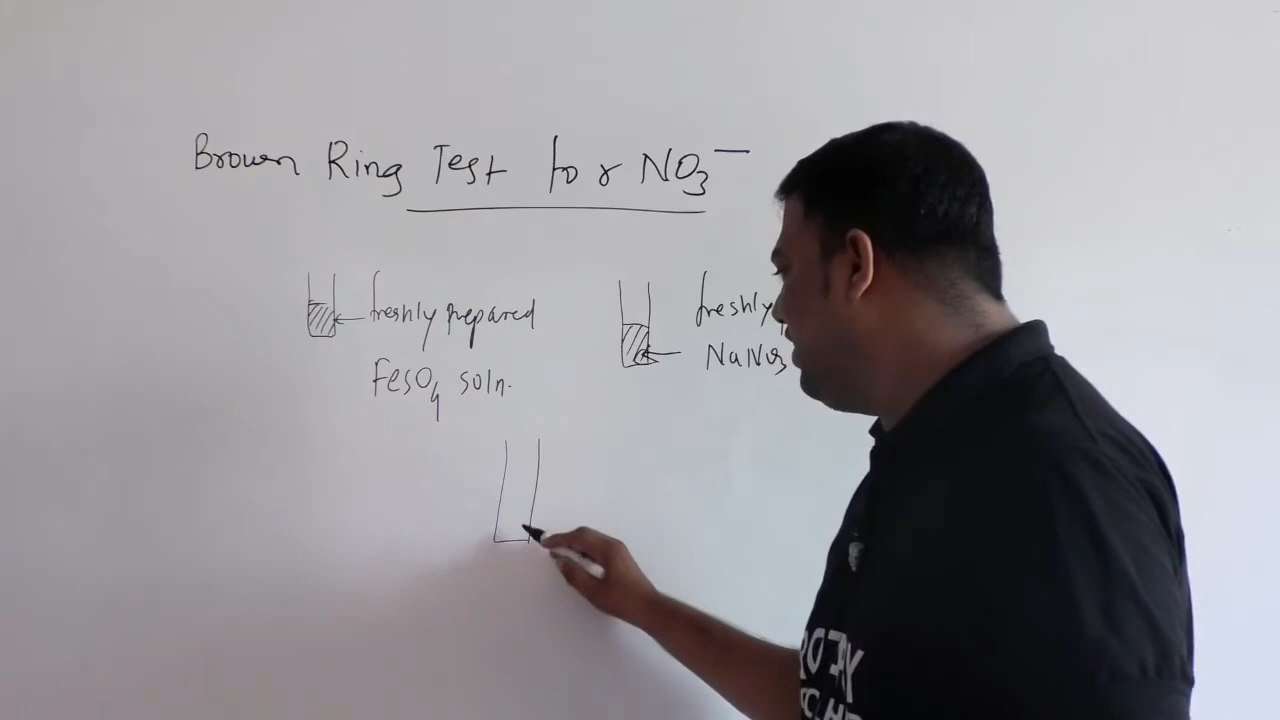 Brown Ring Test for NO3⁻
freshly prepared
FeSO4 soln.
freshly
NaNO3